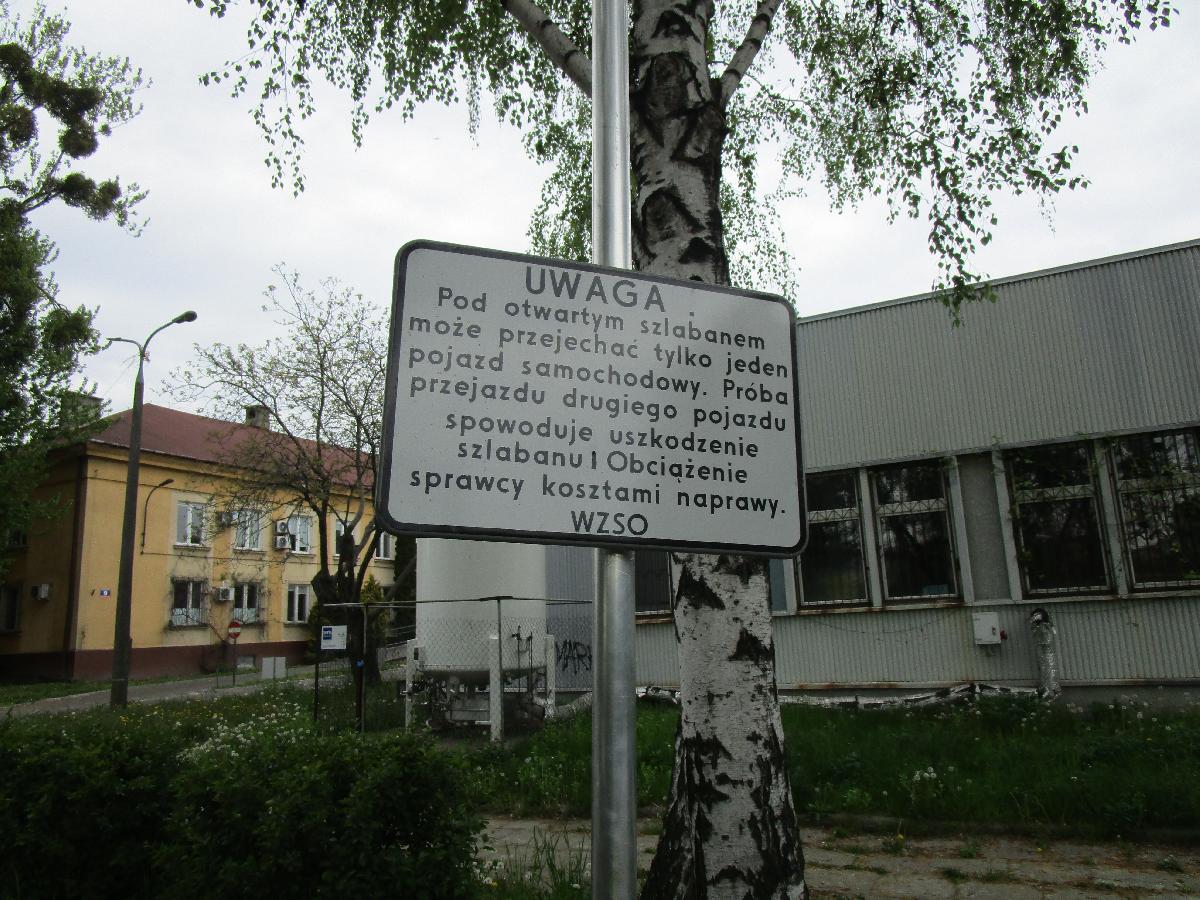 UWAGA .
Pod otwartym szlabanem
może przejechać tylko jeden
pojazd samochodowy. Próba
przejazdu drugiego pojazdu
spowoduje uszkodzenie
szlabanu i Obciążenie
sprawcy kosztami naprawy.
WZSO
9